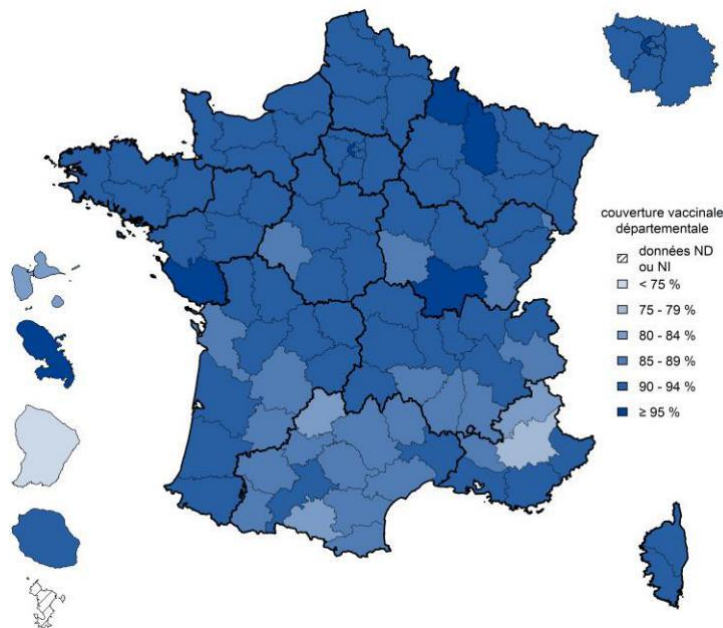 couverture vaccinale
départementale
données ND
ou NI
< 75 %
75 - 79 %
80 - 84 %
85 - 89 %
90 - 94 %
≥ 95 %